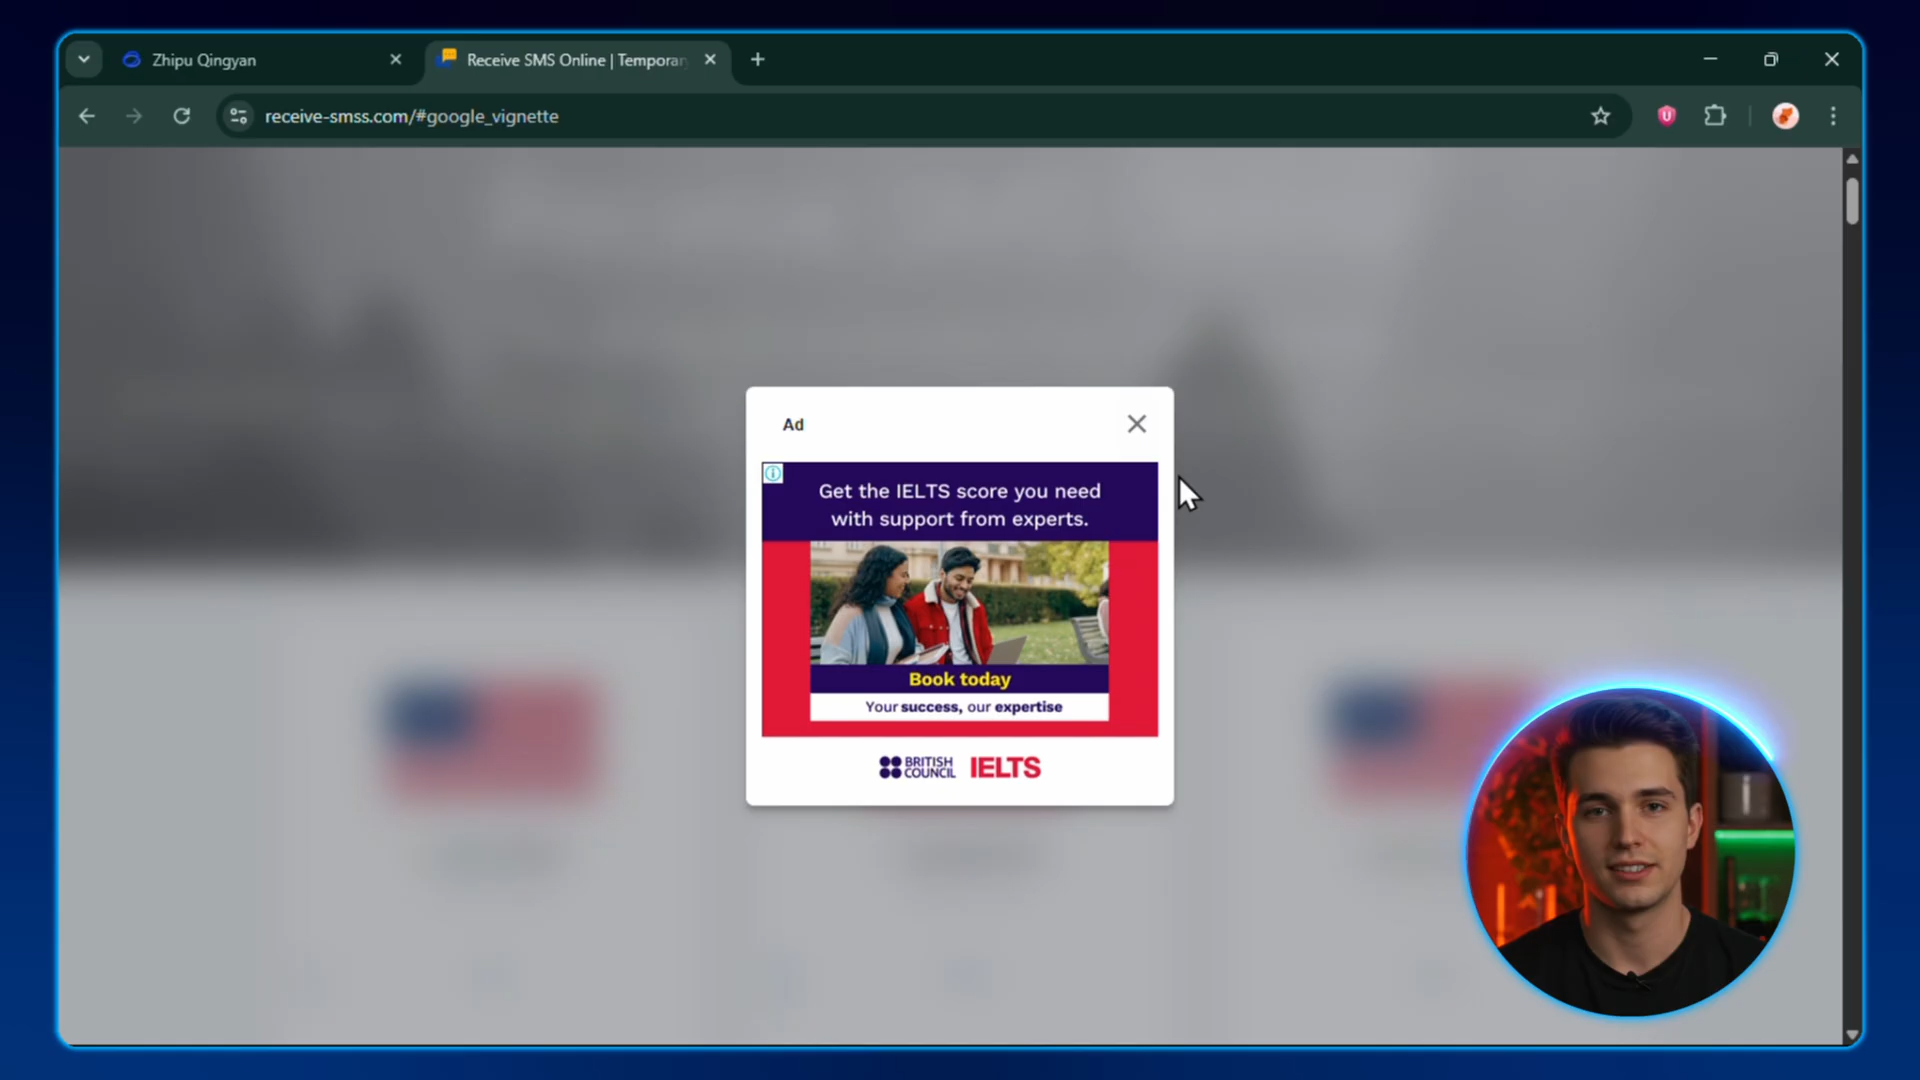 Zhipu Qingyan
Receive SMS Online | Temporar
receive-smss.com/#google_vignette
Ad
Get the IELTS score you need
with support from experts.
Book today
Your success, our expertise
BRITISH
COUNCIL
IELTS